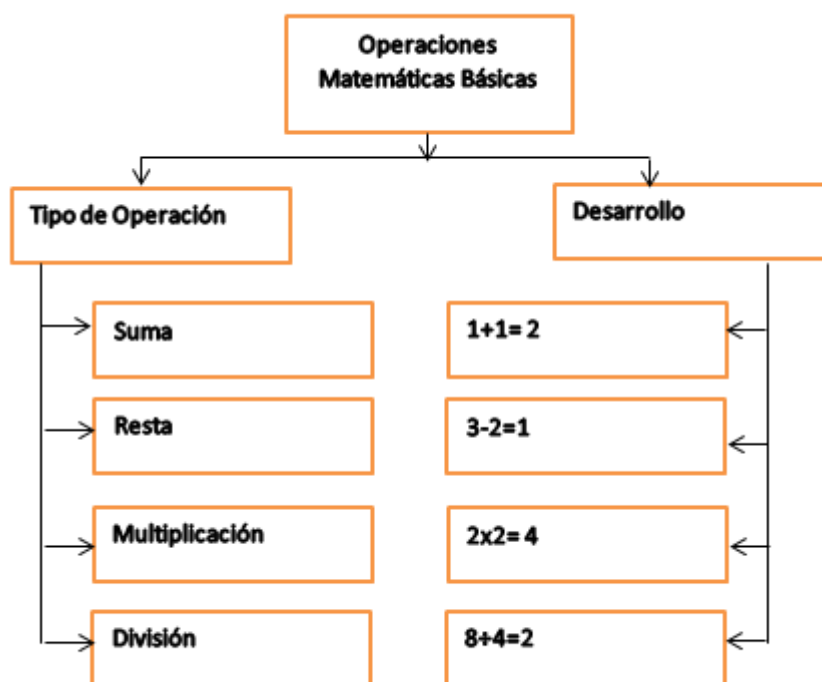 Operaciones
Matemáticas Básicas
Tipo de Operación
Desarrollo
Suma
1+1= 2
Resta
3-2=1
Multiplicación
2x2= 4
División
8+4=2